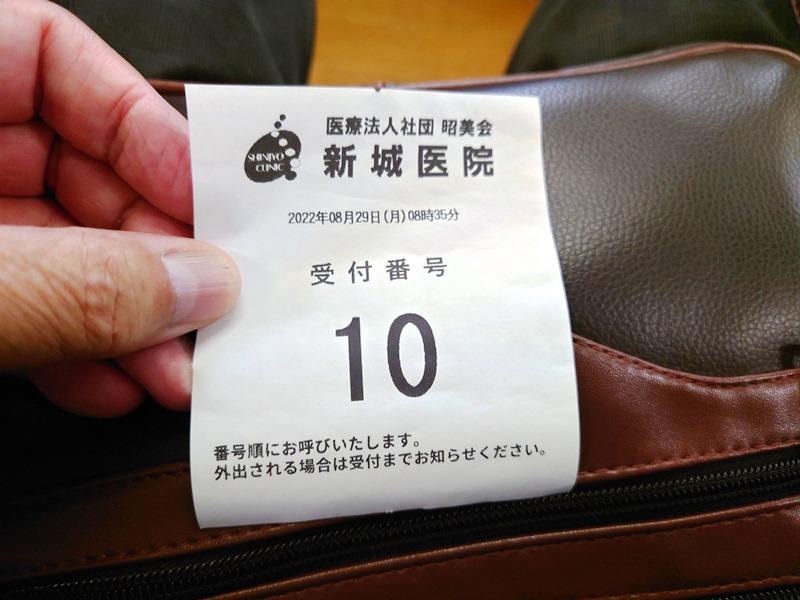 医療法人社団 昭美会
SHINJYO
CLINIC
新城医院
2022年08月29日(月)08時35分
受付番号
10
番号順にお呼びいたします。
外出される場合は受付までお知らせください。